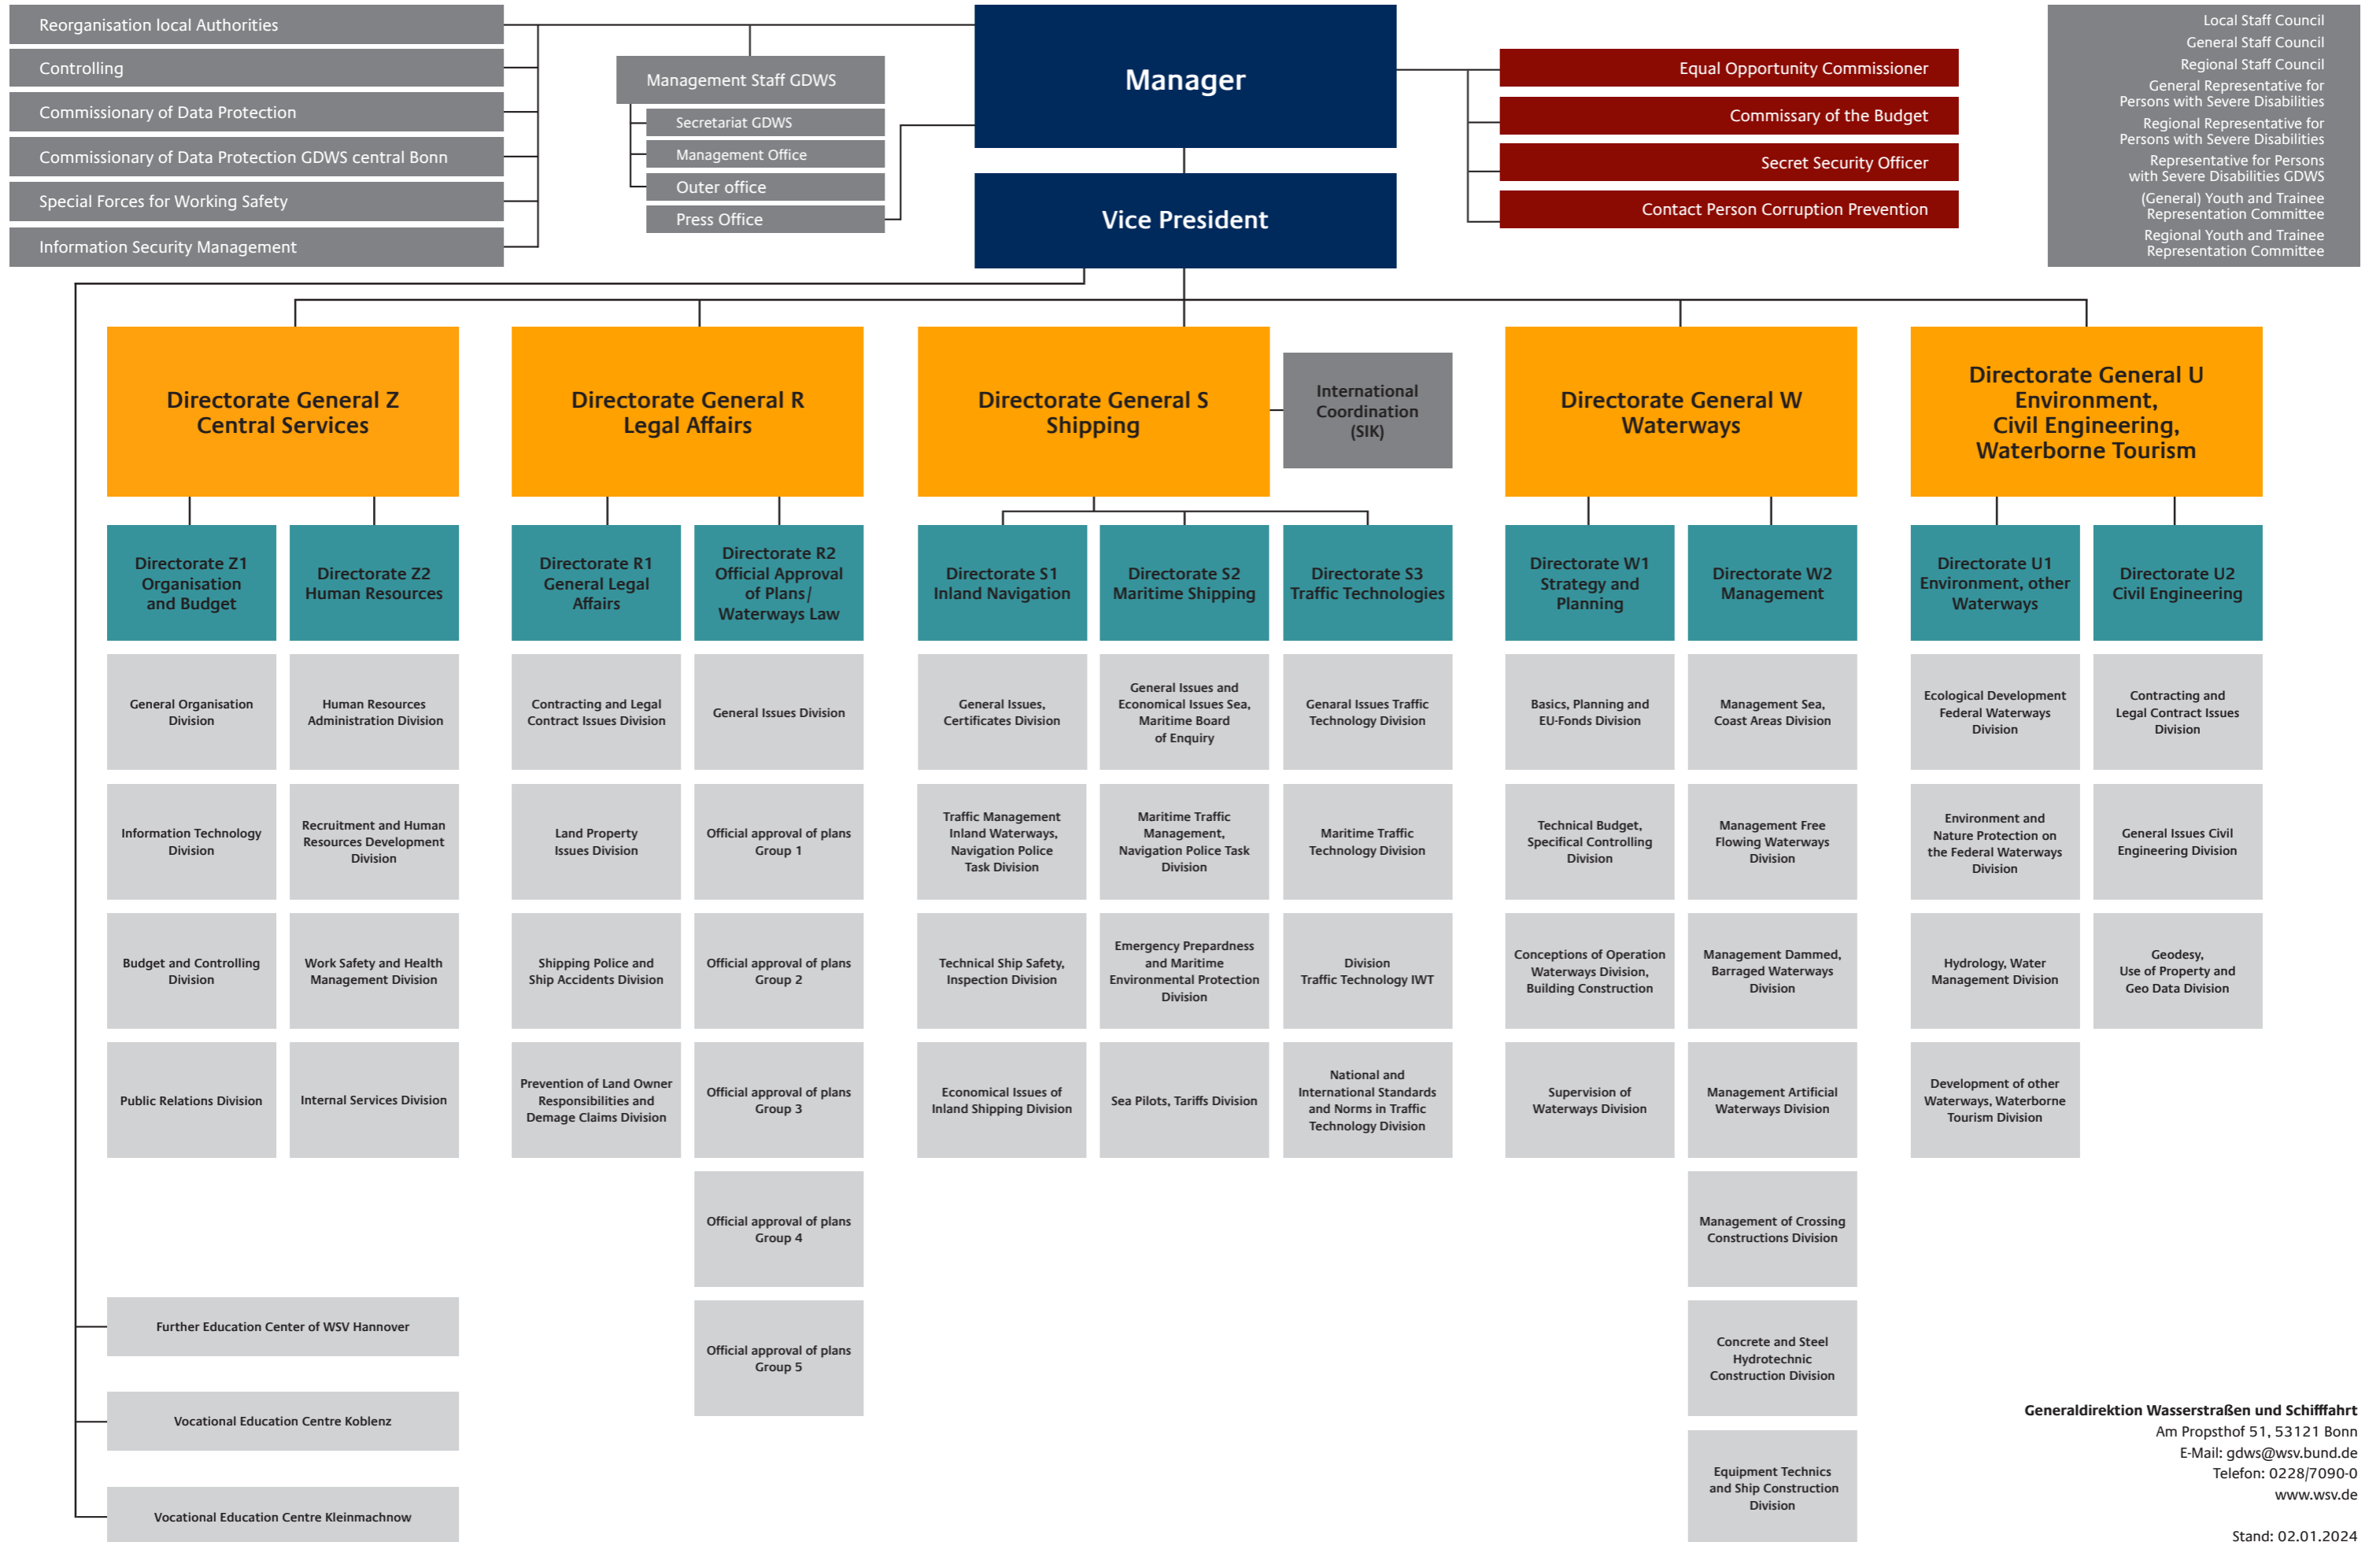 Reorganisation local Authorities
Controlling
Commissionary of Data Protection
Commissionary of Data Protection GDWS central Bonn
Special Forces for Working Safety
Information Security Management
Management Staff GDWS
Secretariat GDWS
Management Office
Outer office
Press Office
Manager
Vice President
Equal Opportunity Commissioner
Commissary of the Budget
Secret Security Officer
Contact Person Corruption Prevention
Local Staff Council
General Staff Council
Regional Staff Council
General Representative for
Persons with Severe Disabilities
Regional Representative for
Persons with Severe Disabilities
Representative for Persons
with Severe Disabilities GDWS
(General) Youth and Trainee
Representation Committee
Regional Youth and Trainee
Representation Committee
Directorate General Z
Central Services
Directorate General R
Legal Affairs
Directorate General S
Shipping
International
Coordination
(SIK)
Directorate General W
Waterways
Directorate General U
Environment,
Civil Engineering,
Waterborne Tourism
Directorate Z1
Organisation
and Budget
Directorate Z2
Human Resources
Directorate R1
General Legal
Affairs
Directorate R2
Official Approval
of Plans/
Waterways Law
Directorate S1
Inland Navigation
Directorate S2
Maritime Shipping
Directorate S3
Traffic Technologies
Directorate W1
Strategy and
Planning
Directorate W2
Management
Directorate U1
Environment, other
Waterways
Directorate U2
Civil Engineering
General Organisation
Division
Human Resources
Administration Division
Contracting and Legal
Contract Issues Division
General Issues Division
General Issues,
Certificates Division
General Issues and
Economical Issues Sea,
Maritime Board
of Enquiry
Genaral Issues Traffic
Technology Division
Basics, Planning and
EU-Fonds Division
Management Sea,
Coast Areas Division
Ecological Development
Federal Waterways
Division
Contracting and
Legal Contract Issues
Division
Information Technology
Division
Recruitment and Human
Resources Development
Division
Land Property
Issues Division
Official approval of plans
Group 1
Traffic Management
Inland Waterways,
Navigation Police
Task Division
Maritime Traffic
Management,
Navigation Police Task
Division
Maritime Traffic
Technology Division
Technical Budget,
Specifical Controlling
Division
Management Free
Flowing Waterways
Division
Environment and
Nature Protection on
the Federal Waterways
Division
General Issues Civil
Engineering Division
Budget and Controlling
Division
Work Safety and Health
Management Division
Shipping Police and
Ship Accidents Division
Official approval of plans
Group 2
Technical Ship Safety,
Inspection Division
Emergency Prepardness
and Maritime
Environmental Protection
Division
Division
Traffic Technology IWT
Conceptions of Operation
Waterways Division,
Building Construction
Management Dammed,
Barraged Waterways
Division
Hydrology, Water
Management Division
Geodesy,
Use of Property and
Geo Data Division
Public Relations Division
Internal Services Division
Prevention of Land Owner
Responsibilities and
Demage Claims Division
Official approval of plans
Group 3
Economical Issues of
Inland Shipping Division
Sea Pilots, Tariffs Division
National and
International Standards
and Norms in Traffic
Technology Division
Supervision of
Waterways Division
Management Artificial
Waterways Division
Development of other
Waterways, Waterborne
Tourism Division
Official approval of plans
Group 4
Management of Crossing
Constructions Division
Further Education Center of WSV Hannover
Official approval of plans
Group 5
Concrete and Steel
Hydrotechnic
Construction Division
Vocational Education Centre Koblenz
Vocational Education Centre Kleinmachnow
Equipment Technics
and Ship Construction
Division
Generaldirektion Wasserstraßen und Schifffahrt
Am Propsthof 51, 53121 Bonn
E-Mail: gdws@wsv.bund.de
Telefon: 0228/7090-0
www.wsv.de
Stand: 02.01.2024